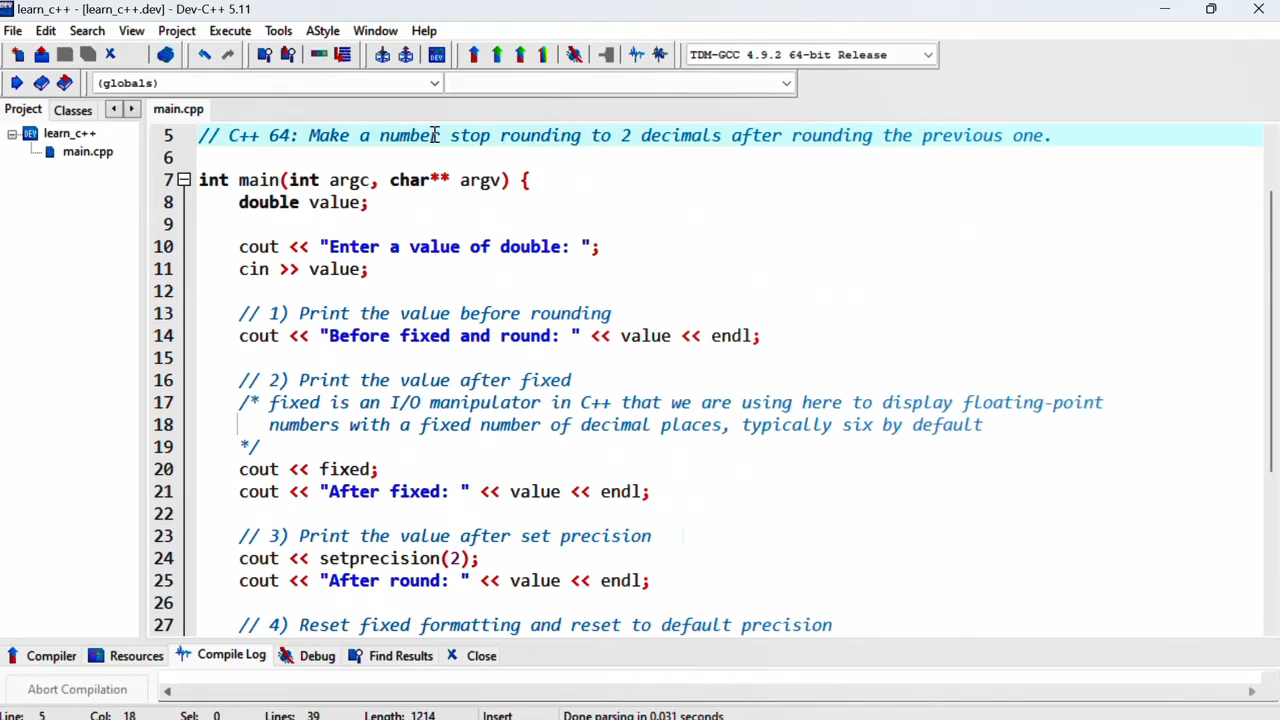 learn_c++ - [learn_c++.dev] - Dev-C++ 5.11
File Edit Search View Project Execute Tools AStyle Window Help
TDM-GCC 4.9.2 64-bit Release
(globals)
Project Classes main.cpp
learn_c++
main.cpp
5 // C++ 64: Make a number stop rounding to 2 decimals after rounding the previous one.
6
7 int main(int argc, char** argv) {
8 double value;
9
10 cout << "Enter a value of double: ";
11 cin >> value;
12
13 // 1) Print the value before rounding
14 cout << "Before fixed and round: " << value << endl;
15
16 // 2) Print the value after fixed
17 /* fixed is an I/O manipulator in C++ that we are using here to display floating-point
18 numbers with a fixed number of decimal places, typically six by default
19 */
20 cout << fixed;
21 cout << "After fixed: " << value << endl;
22
23 // 3) Print the value after set precision
24 cout << setprecision(2);
25 cout << "After round: " << value << endl;
26
27 // 4) Reset fixed formatting and reset to default precision
Compiler Resources Compile Log Debug Find Results Close
Abort Compilation
Line: 5 Col: 18 Sel: 0 Lines: 39 Length: 1214 Insert Done parsing in 0.031 seconds